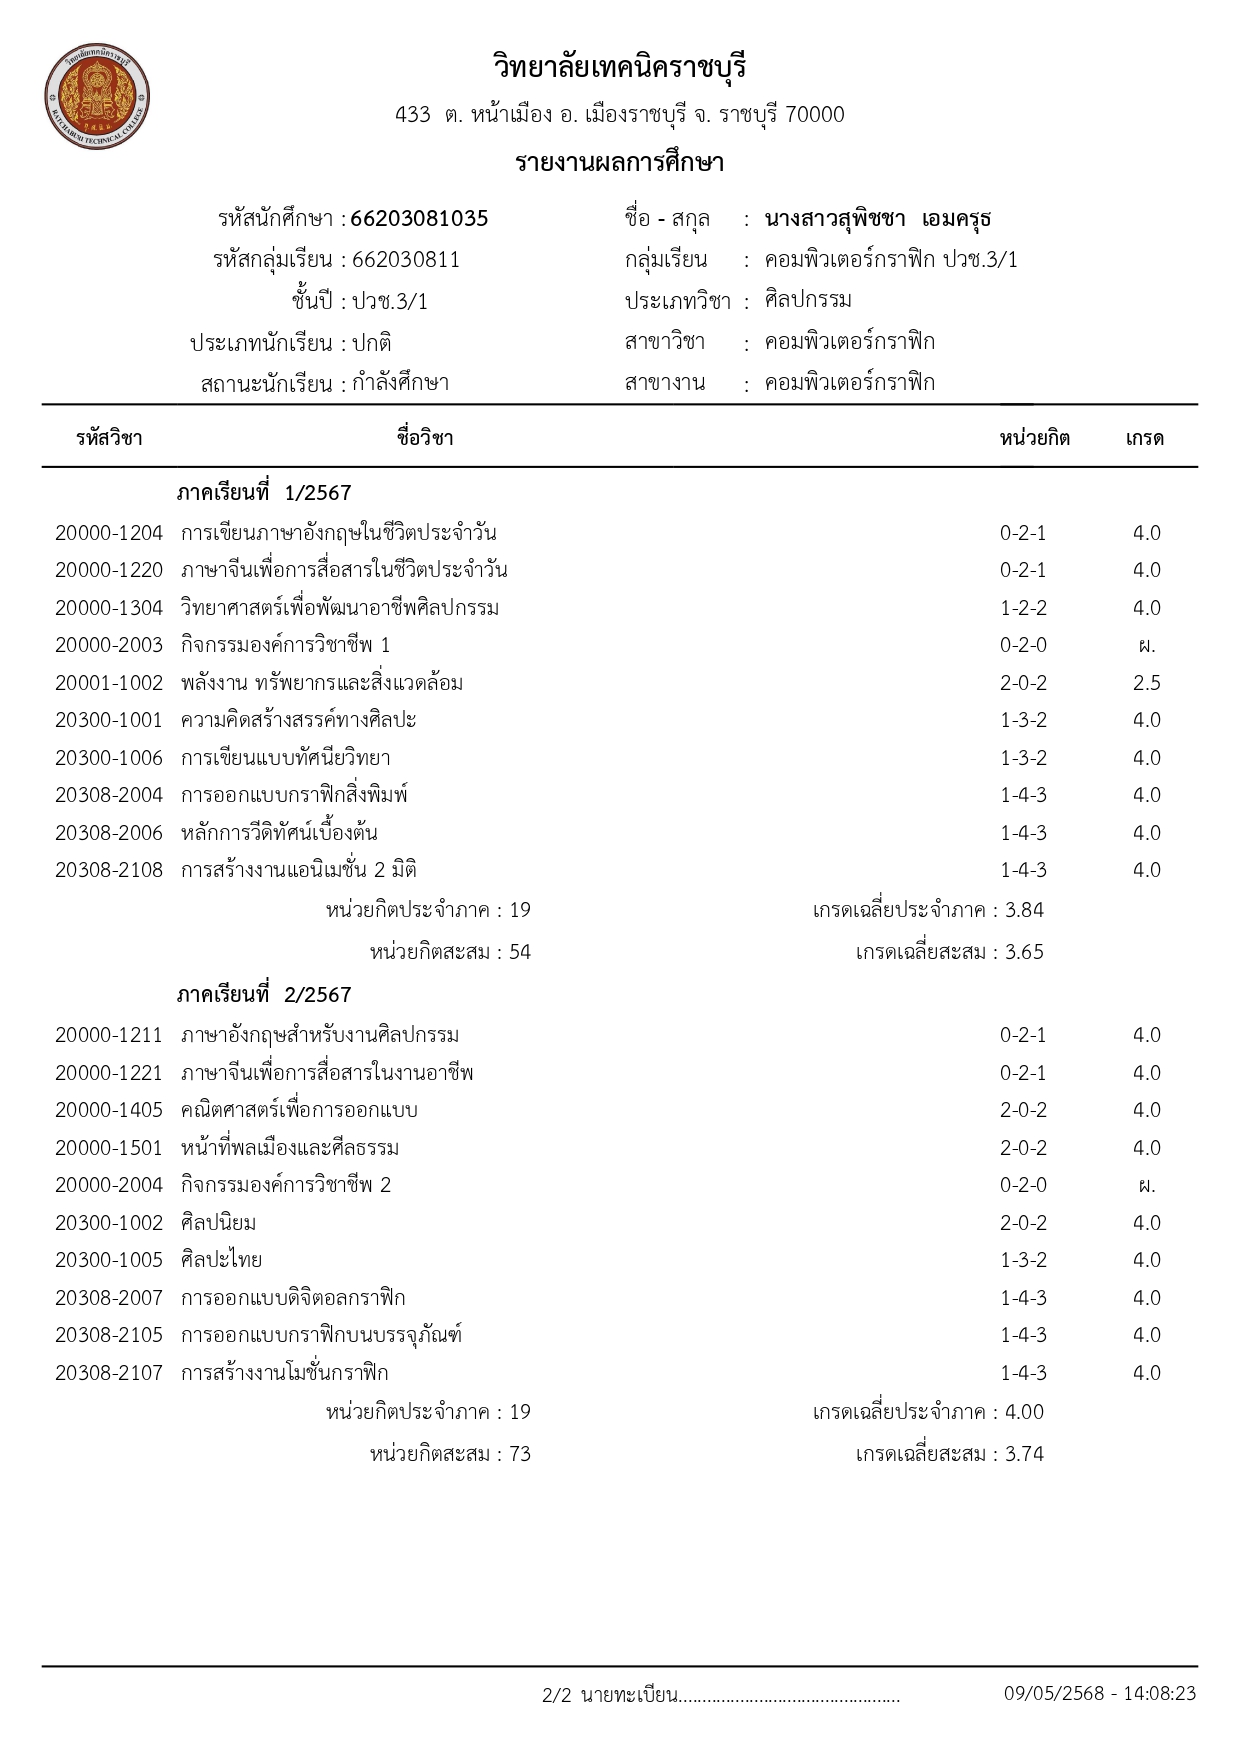 วิทยาลัยเทคนิคราชบุรี
RATCHABURI TECHNICAL COLLEGE
วิทยาลัยเทคนิคราชบุรี
433 ต. หน้าเมือง อ. เมืองราชบุรี จ. ราชบุรี 70000
รายงานผลการศึกษา
รหัสนักศึกษา : 66203081035 ชื่อ - สกุล : นางสาวสุพิชชา เอมครุธ
รหัสกลุ่มเรียน : 662030811 กลุ่มเรียน : คอมพิวเตอร์กราฟิก ปวช.3/1
ชั้นปี : ปวช.3/1 ประเภทวิชา : ศิลปกรรม
ประเภทนักเรียน : ปกติ สาขาวิชา : คอมพิวเตอร์กราฟิก
สถานะนักเรียน : กำลังศึกษา สาขางาน : คอมพิวเตอร์กราฟิก
รหัสวิชา ชื่อวิชา หน่วยกิต เกรด
ภาคเรียนที่ 1/2567
20000-1204 การเขียนภาษาอังกฤษในชีวิตประจำวัน 0-2-1 4.0
20000-1220 ภาษาจีนเพื่อการสื่อสารในชีวิตประจำวัน 0-2-1 4.0
20000-1304 วิทยาศาสตร์เพื่อพัฒนาอาชีพศิลปกรรม 1-2-2 4.0
20000-2003 กิจกรรมองค์การวิชาชีพ 1 0-2-0 ผ.
20001-1002 พลังงาน ทรัพยากรและสิ่งแวดล้อม 2-0-2 2.5
20300-1001 ความคิดสร้างสรรค์ทางศิลปะ 1-3-2 4.0
20300-1006 การเขียนแบบทัศนียวิทยา 1-3-2 4.0
20308-2004 การออกแบบกราฟิกสิ่งพิมพ์ 1-4-3 4.0
20308-2006 หลักการวีดิทัศน์เบื้องต้น 1-4-3 4.0
20308-2108 การสร้างงานแอนิเมชั่น 2 มิติ 1-4-3 4.0
หน่วยกิตประจำภาค : 19 เกรดเฉลี่ยประจำภาค : 3.84
หน่วยกิตสะสม : 54 เกรดเฉลี่ยสะสม : 3.65
ภาคเรียนที่ 2/2567
20000-1211 ภาษาอังกฤษสำหรับงานศิลปกรรม 0-2-1 4.0
20000-1221 ภาษาจีนเพื่อการสื่อสารในงานอาชีพ 0-2-1 4.0
20000-1405 คณิตศาสตร์เพื่อการออกแบบ 2-0-2 4.0
20000-1501 หน้าที่พลเมืองและศีลธรรม 2-0-2 4.0
20000-2004 กิจกรรมองค์การวิชาชีพ 2 0-2-0 ผ.
20300-1002 ศิลปนิยม 2-0-2 4.0
20300-1005 ศิลปะไทย 1-3-2 4.0
20308-2007 การออกแบบดิจิตอลกราฟิก 1-4-3 4.0
20308-2105 การออกแบบกราฟิกบนบรรจุภัณฑ์ 1-4-3 4.0
20308-2107 การสร้างงานโมชั่นกราฟิก 1-4-3 4.0
หน่วยกิตประจำภาค : 19 เกรดเฉลี่ยประจำภาค : 4.00
หน่วยกิตสะสม : 73 เกรดเฉลี่ยสะสม : 3.74
2/2 นายทะเบียน............................................... 09/05/2568 - 14:08:23